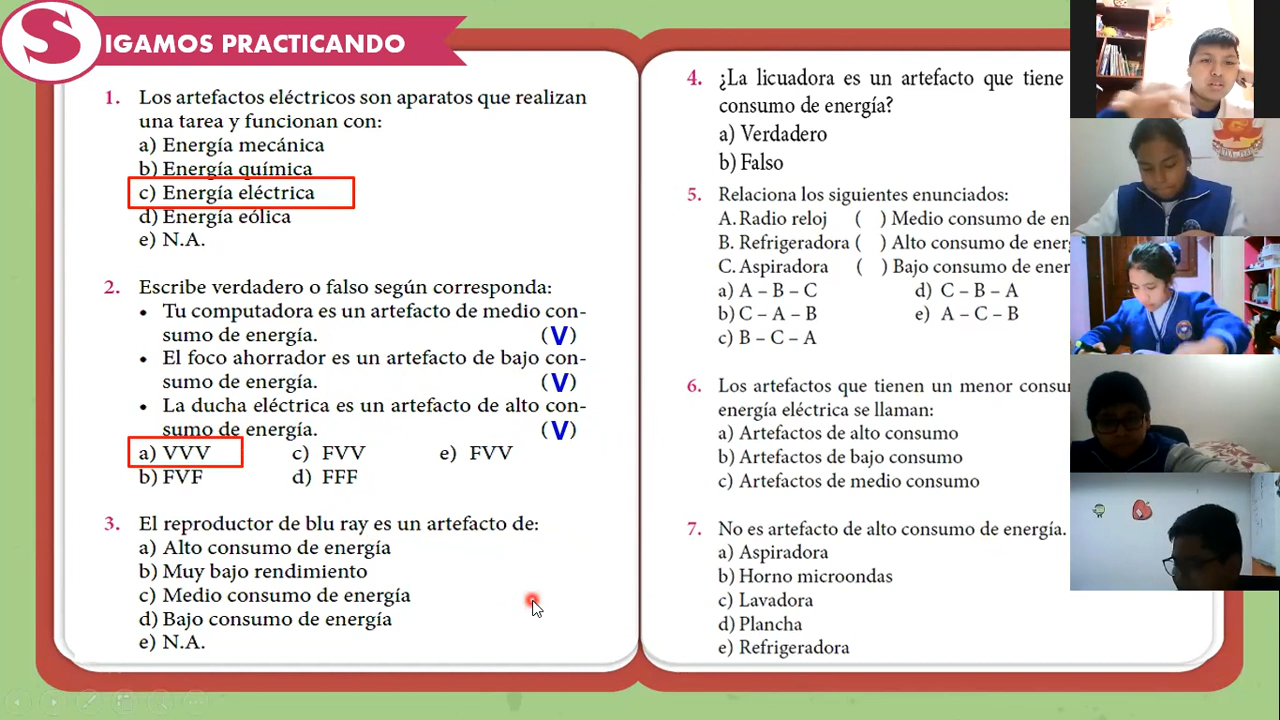 SIGAMOS PRACTICANDO
1. Los artefactos eléctricos son aparatos que realizan
una tarea y funcionan con:
a) Energía mecánica
b) Energía química
c) Energía eléctrica
d) Energía eólica
e) N.A.
2. Escribe verdadero o falso según corresponda:
• Tu computadora es un artefacto de medio con-
sumo de energía. (V)
• El foco ahorrador es un artefacto de bajo con-
sumo de energía. (V)
• La ducha eléctrica es un artefacto de alto con-
sumo de energía. (V)
a) VVV c) FVV e) FVV
b) FVF d) FFF
3. El reproductor de blu ray es un artefacto de:
a) Alto consumo de energía
b) Muy bajo rendimiento
c) Medio consumo de energía
d) Bajo consumo de energía
e) N.A.
4. ¿La licuadora es un artefacto que tiene
consumo de energía?
a) Verdadero
b) Falso
5. Relaciona los siguientes enunciados:
A. Radio reloj ( ) Medio consumo de en
B. Refrigeradora ( ) Alto consumo de ener
C. Aspiradora ( ) Bajo consumo de ener
a) A – B – C d) C – B – A
b) C – A – B e) A – C – B
c) B – C – A
6. Los artefactos que tienen un menor consu
energía eléctrica se llaman:
a) Artefactos de alto consumo
b) Artefactos de bajo consumo
c) Artefactos de medio consumo
7. No es artefacto de alto consumo de energía.
a) Aspiradora
b) Horno microondas
c) Lavadora
d) Plancha
e) Refrigeradora